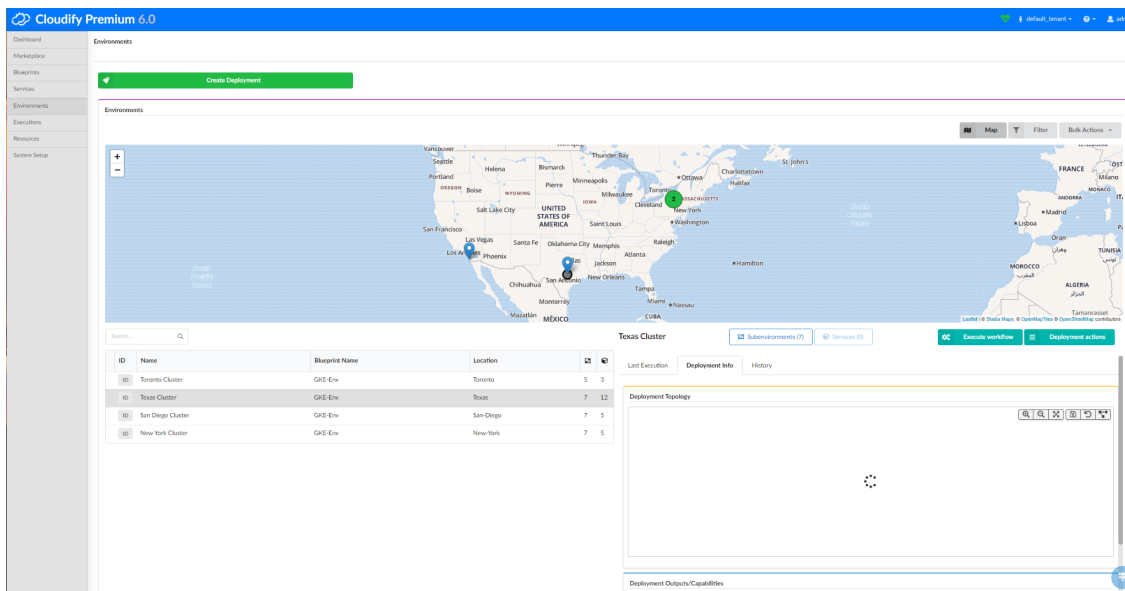 Cloudify Premium 6.0
default_tenant
Dashboard
Marketplace
Blueprints
Services
Environments
Executions
Resources
System Setup
Environments
Create Deployment
Environments
Map
Filter
Bulk Actions
+
−
Vancouver
Seattle
Portland
OREGON
Boise
Helena
Bismarck
Pierre
WYOMING
Minneapolis
Thunder Bay
IOWA
Milwaukee
Ottawa
Toronto
2
Charlottetown
Halifax
St. John's
Salt Lake City
UNITED
STATES OF
AMERICA
Cleveland
New York
Washington
Saint Louis
San Francisco
Las Vegas
Los Angeles
Phoenix
Santa Fe
Oklahoma City
Memphis
Raleigh
Atlanta
Jackson
San Antonio
New Orleans
Chihuahua
Hamilton
Tampa
Monterrey
Miami
Nassau
Mazatlán
MÉXICO
CUBA
FRANCE
Milano
MONACO
ANDORRA
Madrid
Lisboa
Oran
وهران
TUNISIA
تونس
MOROCCO
المغرب
ALGERIA
الجزائر
Tamanrasset
Leaflet | © Stadia Maps, © OpenMapTiles © OpenStreetMap contributors
Search...
ID Name Blueprint Name Location
ID Toronto Cluster GKE-Env Toronto 5 3
ID Texas Cluster GKE-Env Texas 7 12
ID San Diego Cluster GKE-Env San-Diego 7 5
ID New York Cluster GKE-Env New-York 7 5
Texas Cluster
Subenvironments (7)
Services (0)
Execute workflow
Deployment actions
Last Execution
Deployment Info
History
Deployment Topology
Deployment Outputs/Capabilities